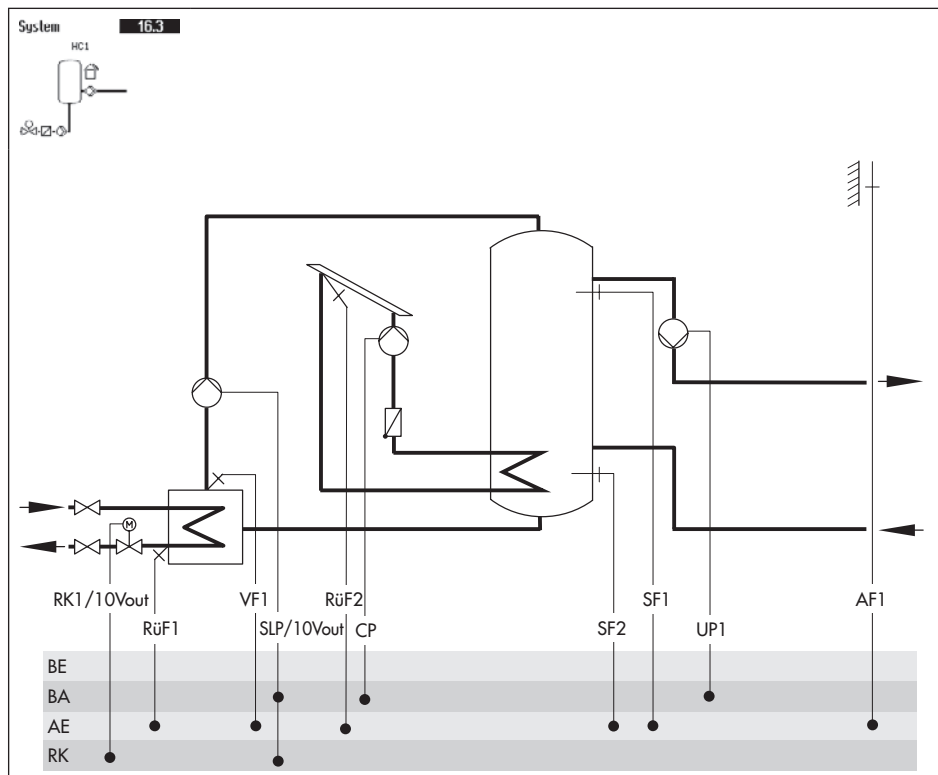 System 16.3
HC1
M
RK1/10Vout VF1 RüF2 SF1 AF1
RüF1 SLP/10Vout CP SF2 UP1
BE
BA
AE
RK